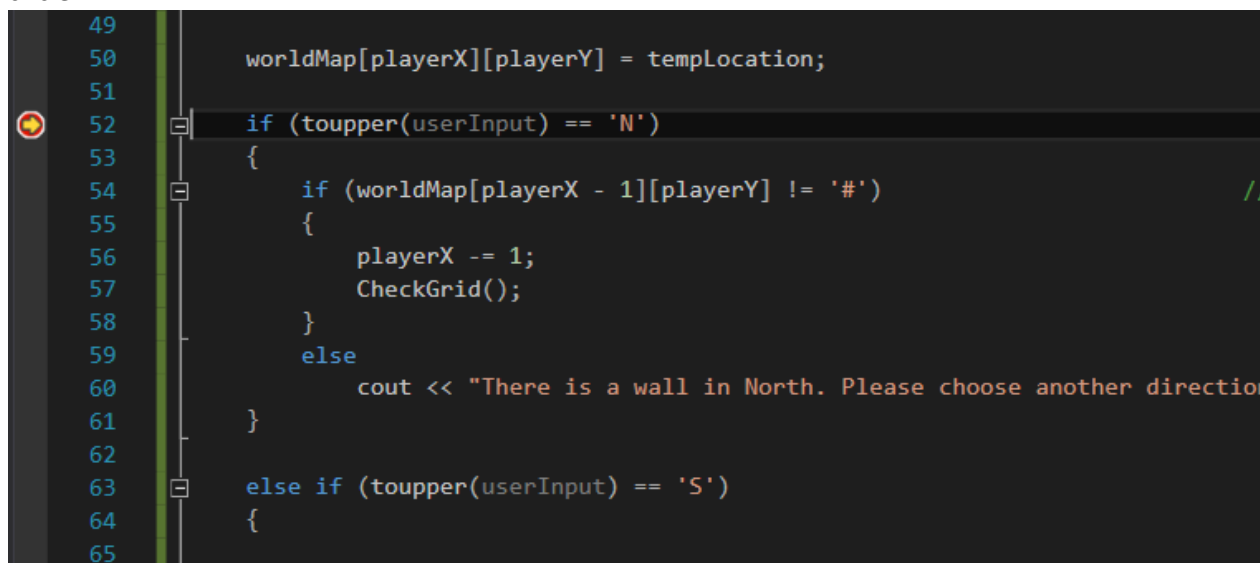 49
50 worldMap[playerX][playerY] = tempLocation;
51
52 if (toupper(userInput) == 'N')
53 {
54 if (worldMap[playerX - 1][playerY] != '#') //
55 {
56 playerX -= 1;
57 CheckGrid();
58 }
59 else
60 cout << "There is a wall in North. Please choose another direction
61 }
62
63 else if (toupper(userInput) == 'S')
64 {
65